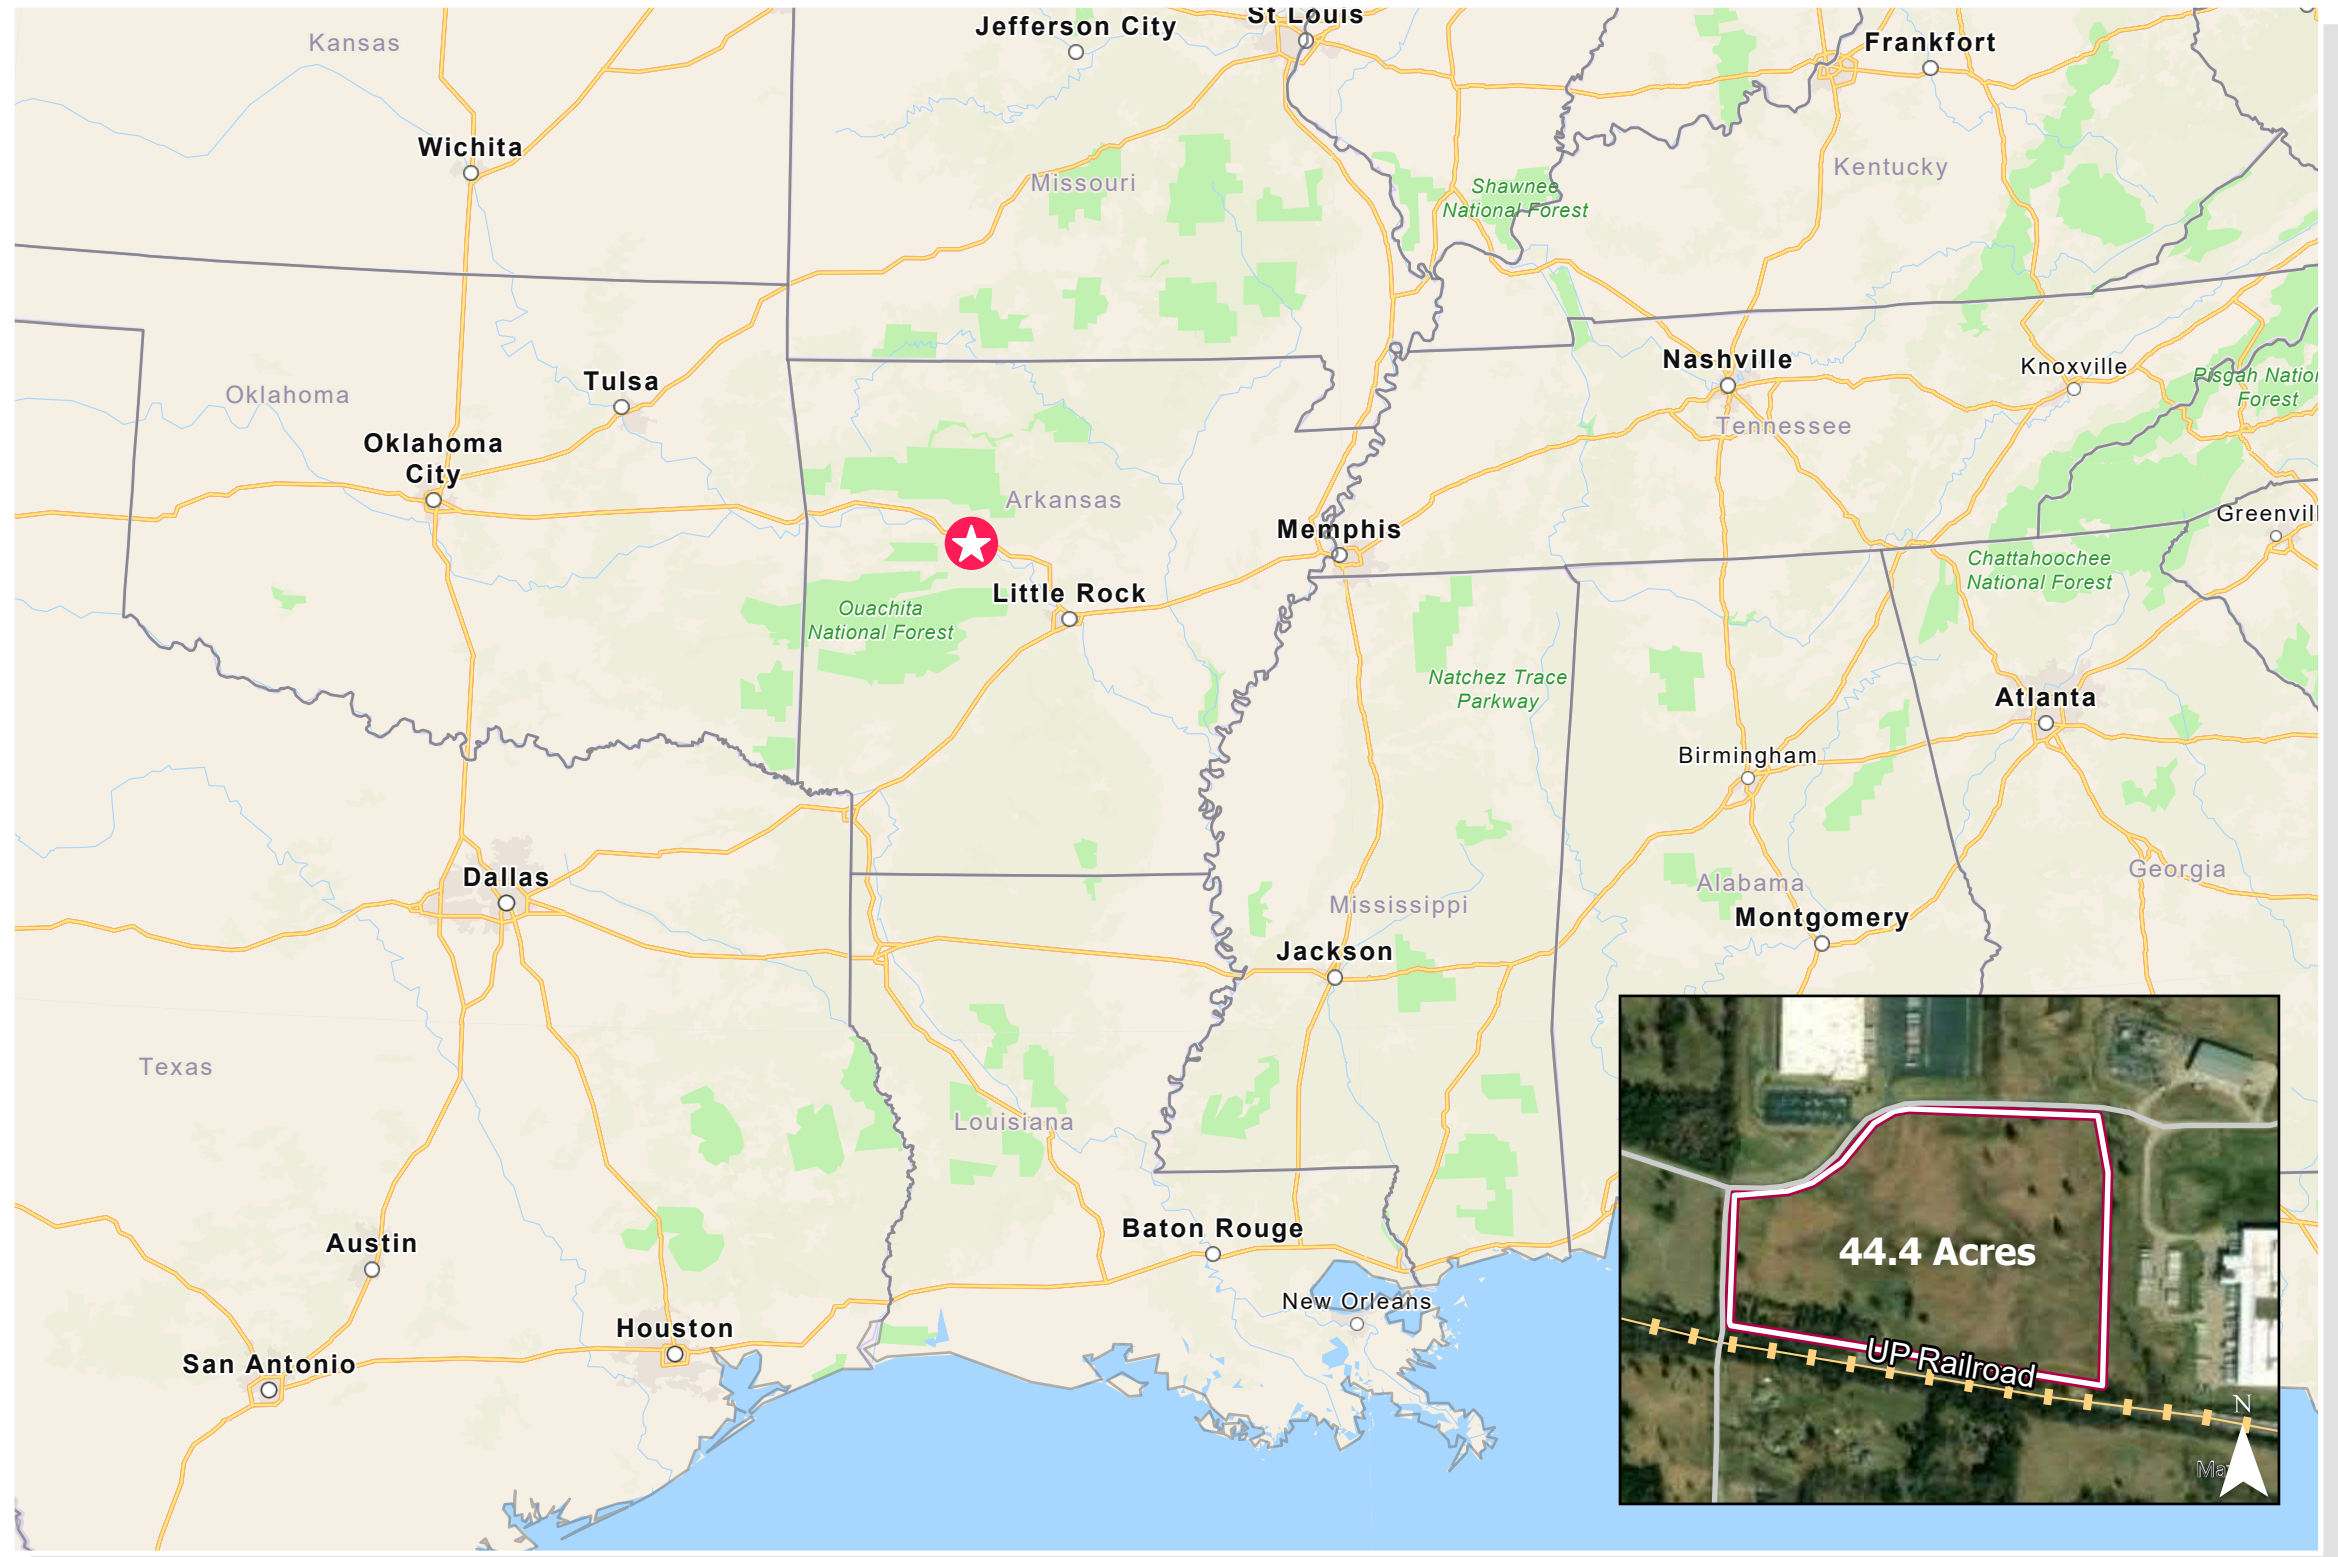 Jefferson City
St Louis
Kansas
Frankfort
Wichita
Missouri
Kentucky
Shawnee
National Forest
Nashville
Knoxville
Tulsa
Oklahoma
Pisgah
Forest
Tennessee
Oklahoma
City
Arkansas
Memphis
Chattahoochee
National Forest
Little Rock
Ouachita
National Forest
Natchez Trace
Parkway
Atlanta
Birmingham
Dallas
Alabama
Georgia
Mississippi
Montgomery
Jackson
Texas
Louisiana
Baton Rouge
Austin
44.4 Acres
New Orleans
Houston
San Antonio
UP Railroad
N